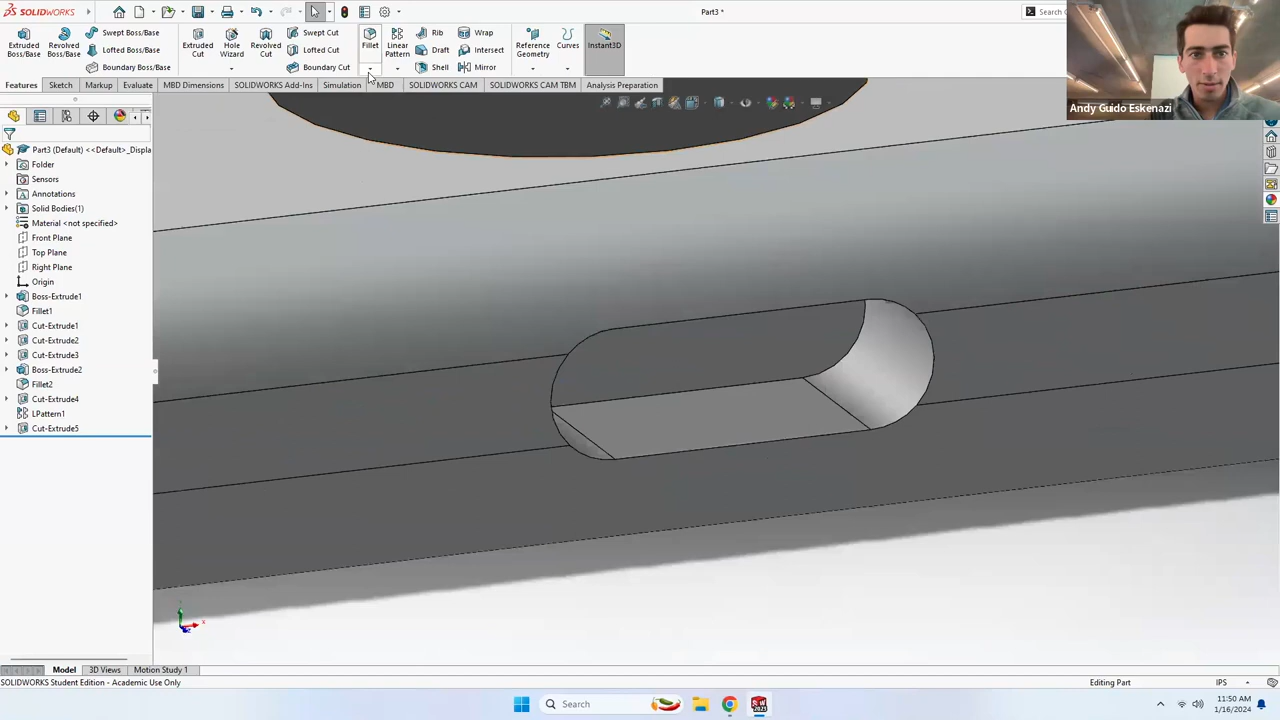 SOLIDWORKS
Part3 *
Search
Extruded Boss/Base
Revolved Boss/Base
Swept Boss/Base
Lofted Boss/Base
Boundary Boss/Base
Extruded Cut
Hole Wizard
Revolved Cut
Swept Cut
Lofted Cut
Boundary Cut
Fillet
Linear Pattern
Rib
Draft
Shell
Wrap
Intersect
Mirror
Reference Geometry
Curves
Instant3D
Features
Sketch
Markup
Evaluate
MBD Dimensions
SOLIDWORKS Add-Ins
Simulation
MBD
SOLIDWORKS CAM
SOLIDWORKS CAM TBM
Analysis Preparation
Andy Guido Eskenazi
Part3 (Default) <<Default>_Displa
Folder
Sensors
Annotations
Solid Bodies(1)
Material <not specified>
Front Plane
Top Plane
Right Plane
Origin
Boss-Extrude1
Fillet1
Cut-Extrude1
Cut-Extrude2
Cut-Extrude3
Boss-Extrude2
Fillet2
Cut-Extrude4
LPattern1
Cut-Extrude5
Model
3D Views
Motion Study 1
SOLIDWORKS Student Edition - Academic Use Only
Editing Part
IPS
Search
11:50 AM
1/16/2024